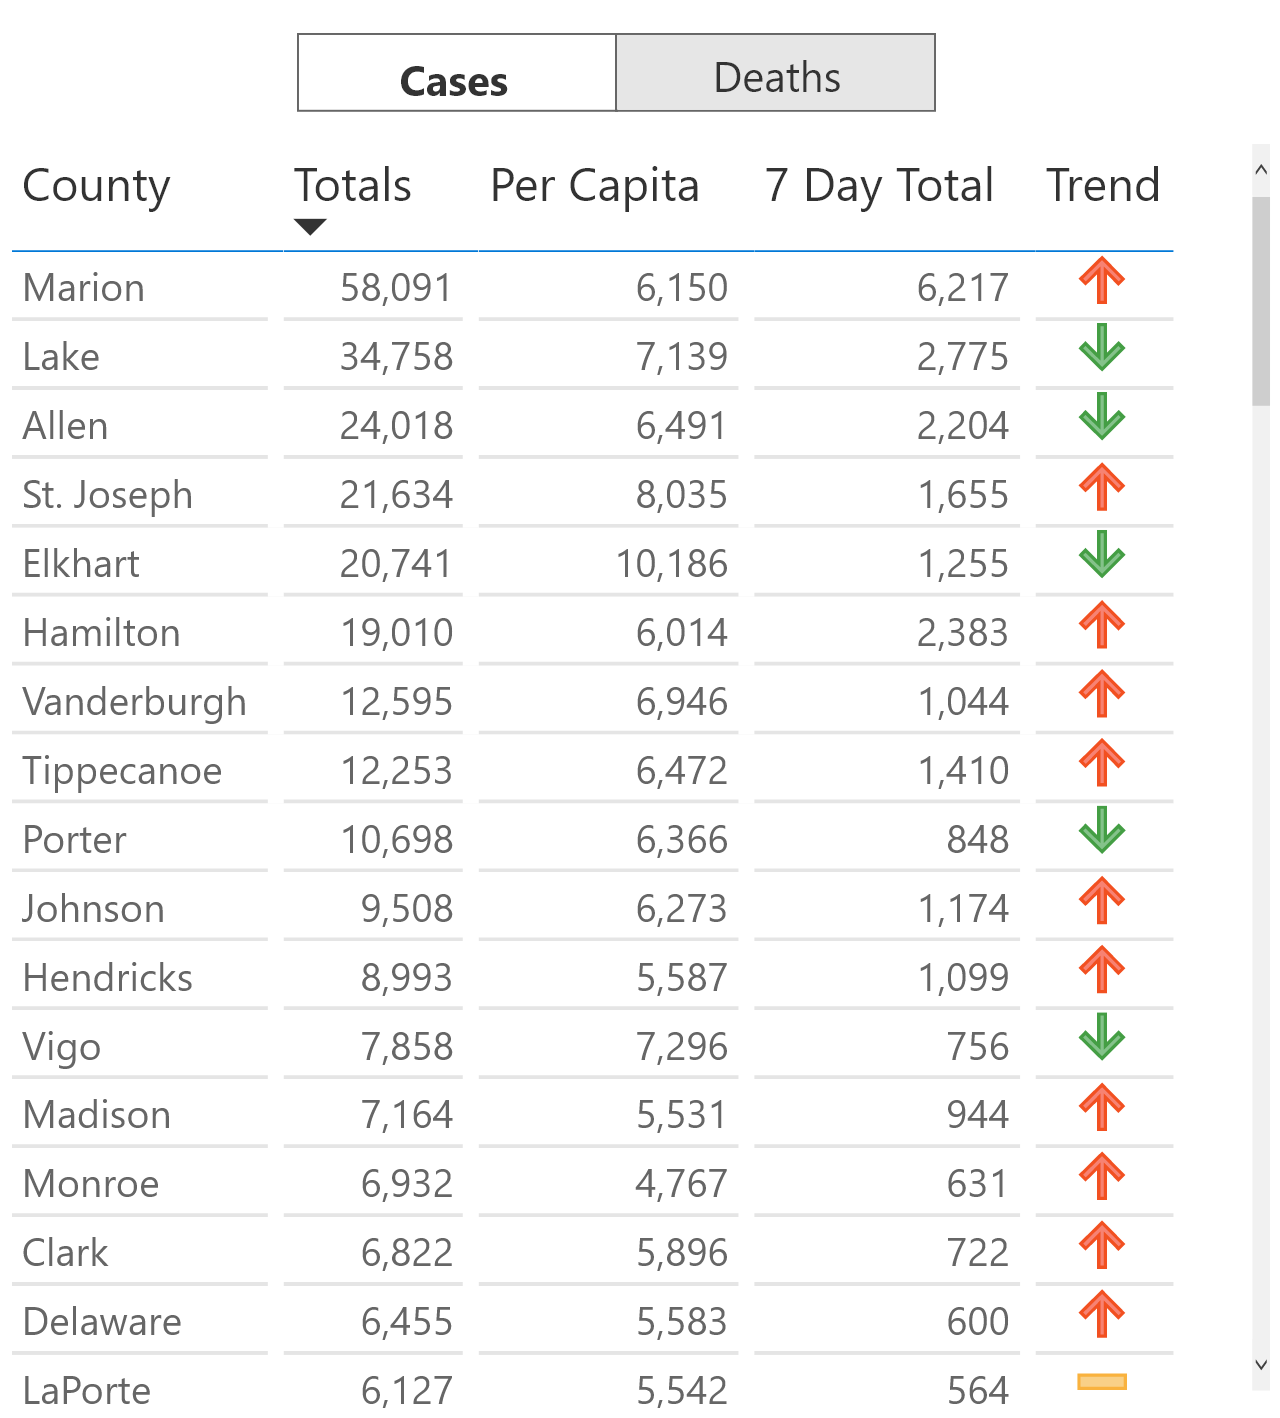 Cases Deaths
County Totals Per Capita 7 Day Total Trend
Marion 58,091 6,150 6,217
Lake 34,758 7,139 2,775
Allen 24,018 6,491 2,204
St. Joseph 21,634 8,035 1,655
Elkhart 20,741 10,186 1,255
Hamilton 19,010 6,014 2,383
Vanderburgh 12,595 6,946 1,044
Tippecanoe 12,253 6,472 1,410
Porter 10,698 6,366 848
Johnson 9,508 6,273 1,174
Hendricks 8,993 5,587 1,099
Vigo 7,858 7,296 756
Madison 7,164 5,531 944
Monroe 6,932 4,767 631
Clark 6,822 5,896 722
Delaware 6,455 5,583 600
LaPorte 6,127 5,542 564